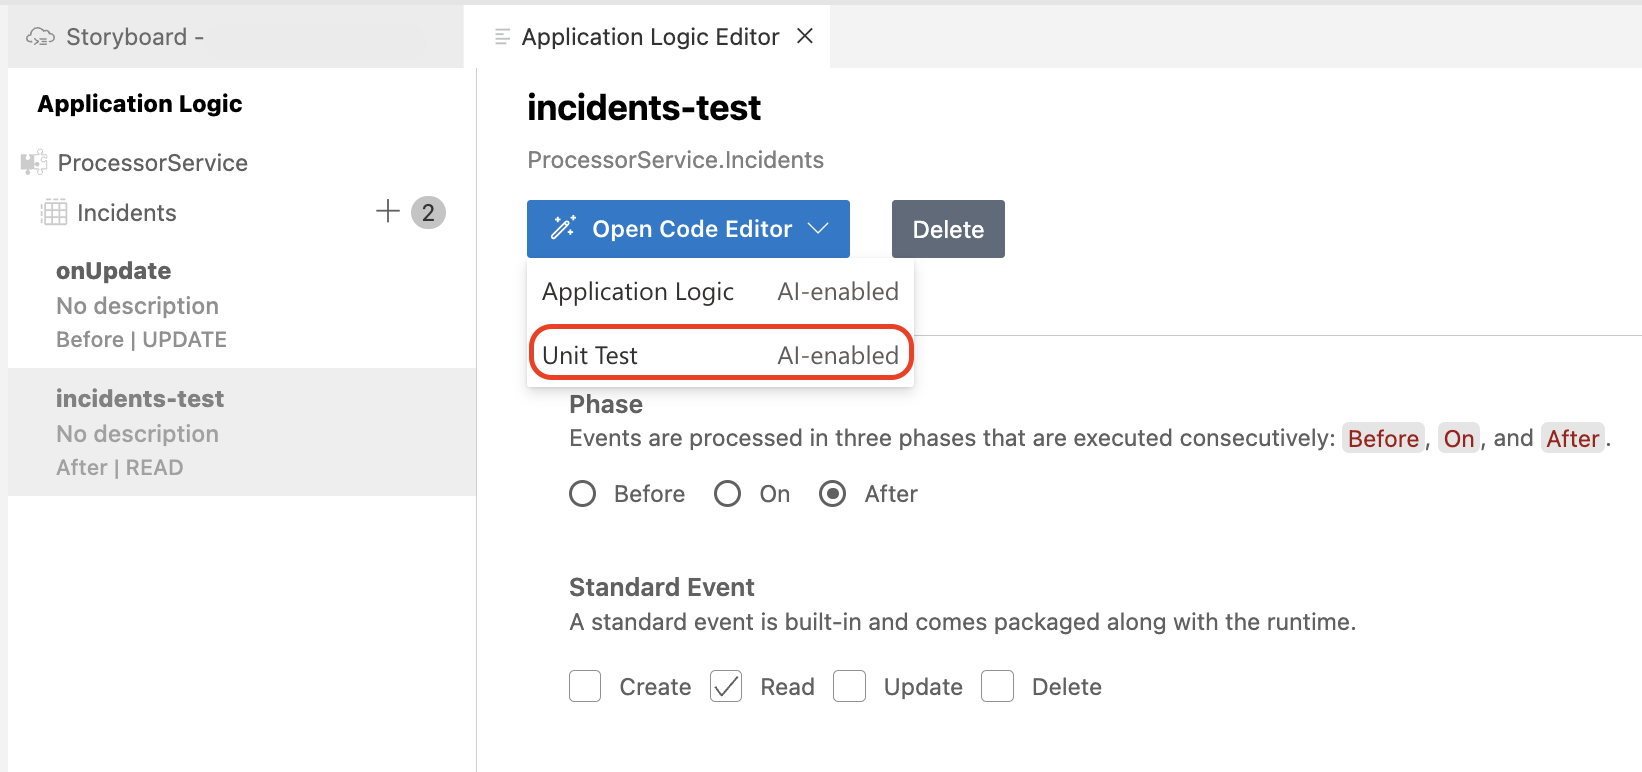 Storyboard -
Application Logic Editor
Application Logic
ProcessorService
Incidents
2
onUpdate
No description
Before | UPDATE
incidents-test
No description
After | READ
incidents-test
ProcessorService.Incidents
Open Code Editor
Delete
Application Logic AI-enabled
Unit Test AI-enabled
Phase
Events are processed in three phases that are executed consecutively: Before, On, and After.
Before On After
Standard Event
A standard event is built-in and comes packaged along with the runtime.
Create Read Update Delete